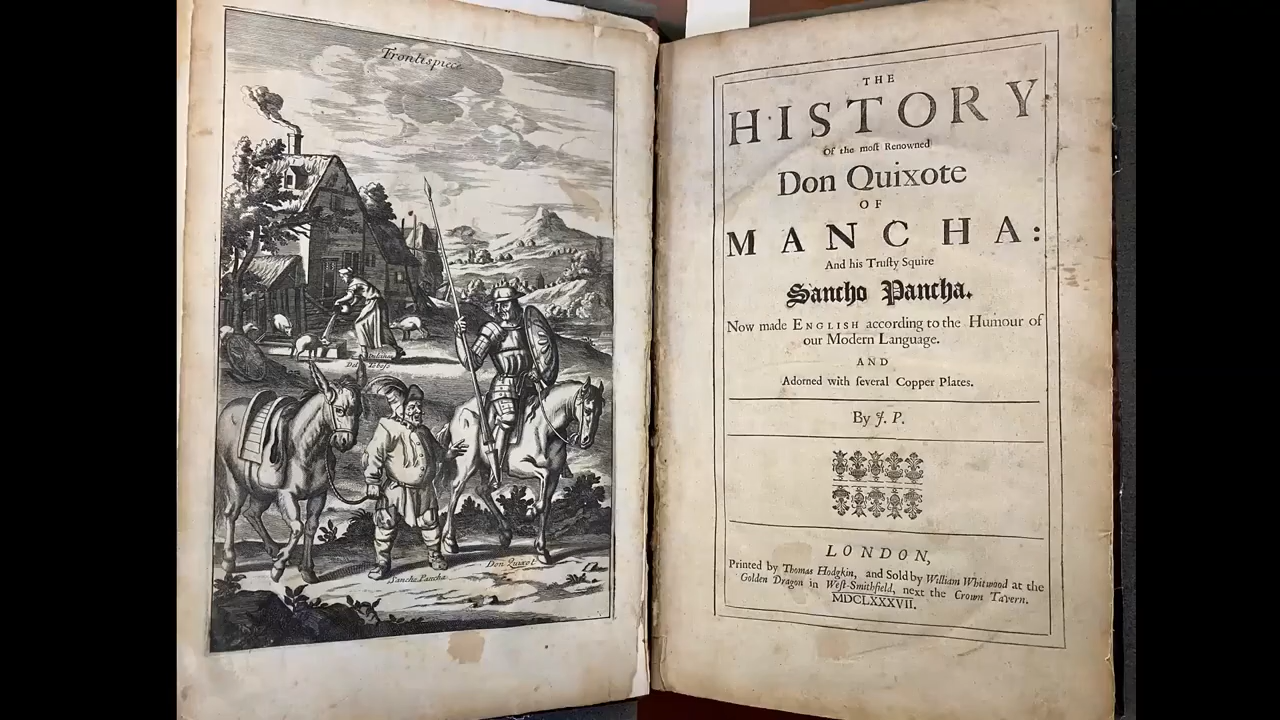 Frontispiece
Dulcina
Del Toboso
Sancha Pancha
Don Quixot
THE
HISTORY
Of the moſt Renowned
Don Quixote
OF
MANCHA:
And his Truſty Squire
Sancho Pancha.
Now made ENGLISH according to the Humour of
our Modern Language.
AND
Adorned with ſeveral Copper Plates.
By J. P.
LONDON,
Printed by Thomas Hodgkin, and Sold by William Whitwood at the
Golden Dragon in Weſt-Smithfield, next the Crown Tavern.
MDCLXXXVII.